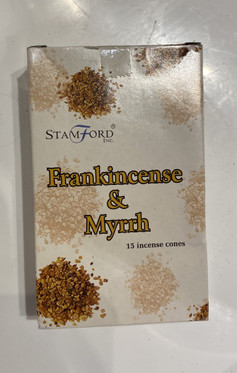 STAMFORD®
INC.
Frankincense
&
Myrrh
15 incense cones